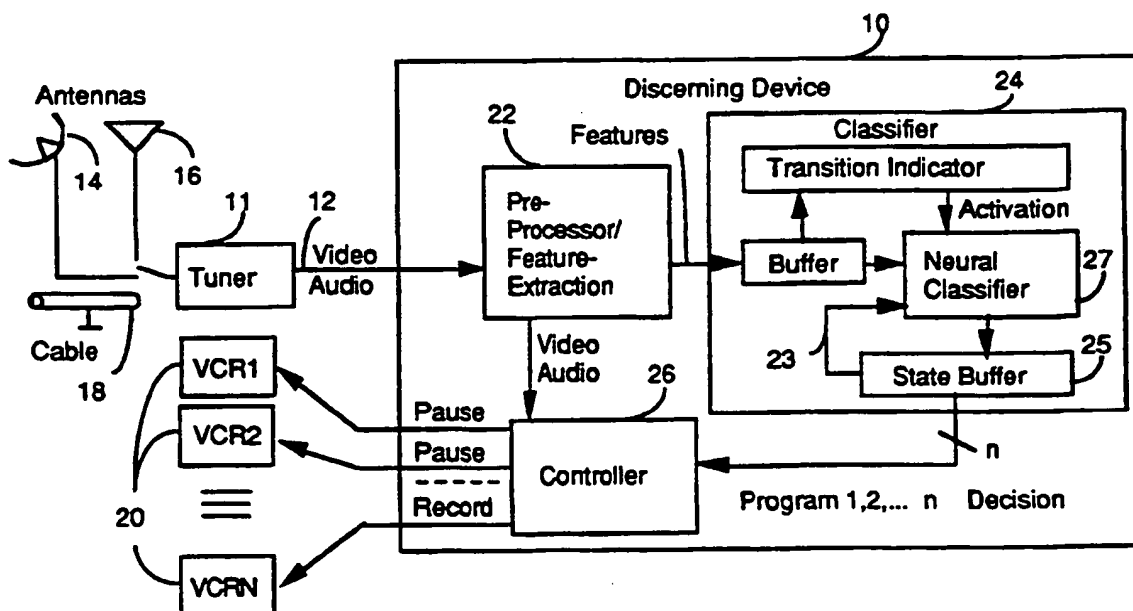 10
Antennas
Discerning Device
24
22
Features
Classifier
14
16
Transition Indicator
11
12
Activation
Pre-
Processor/
Feature-
Extraction
Video
Audio
Tuner
Buffer
Neural
Classifier
27
Cable
18
Video
Audio
23
25
State Buffer
VCR1
26
Pause
VCR2
Pause
n
Controller
Record
Program 1,2,... n Decision
20
VCRN